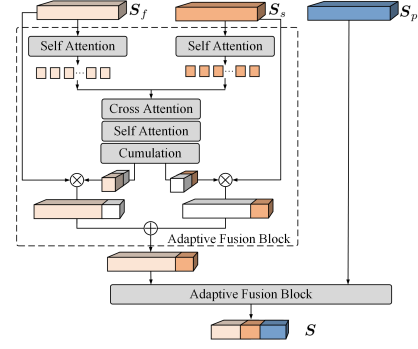 S_f
S_s
S_p
Self Attention
Self Attention
Cross Attention
Self Attention
Cumulation
Adaptive Fusion Block
Adaptive Fusion Block
S